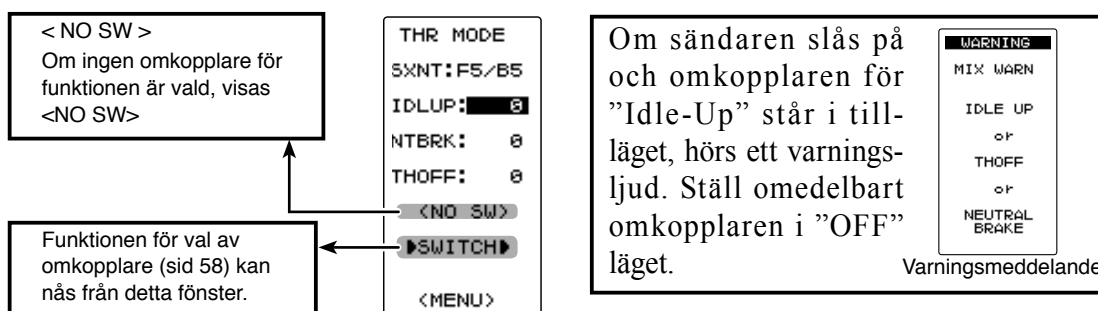 < NO SW >
Om ingen omkopplare för
funktionen är vald, visas
<NO SW>
Funktionen för val av
omkopplare (sid 58) kan
nås från detta fönster.
THR MODE
SXNT:F5/B5
IDLUP: 0
NTBRK: 0
THOFF: 0
<NO SW>
▶SWITCH▶
<MENU>
Om sändaren slås på
och omkopplaren för
”Idle-Up” står i till-
läget, hörs ett varnings-
ljud. Ställ omedelbart
omkopplaren i ”OFF”
läget.
WARNING
MIX WARN
IDLE UP
or
THOFF
or
NEUTRAL
BRAKE
Varningsmeddelande